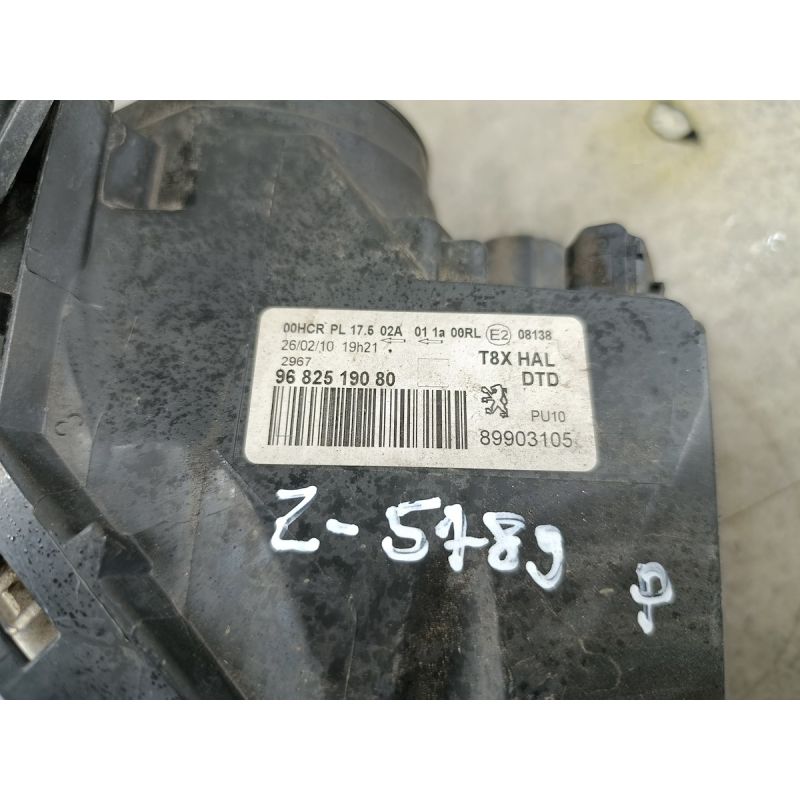 00HCR PL 17.5 02A 01 1a 00RL E2 08138
26/02/10 19h21
T8X HAL
2967
96 825 190 80
DTD
PU10
89903105
Z-5789